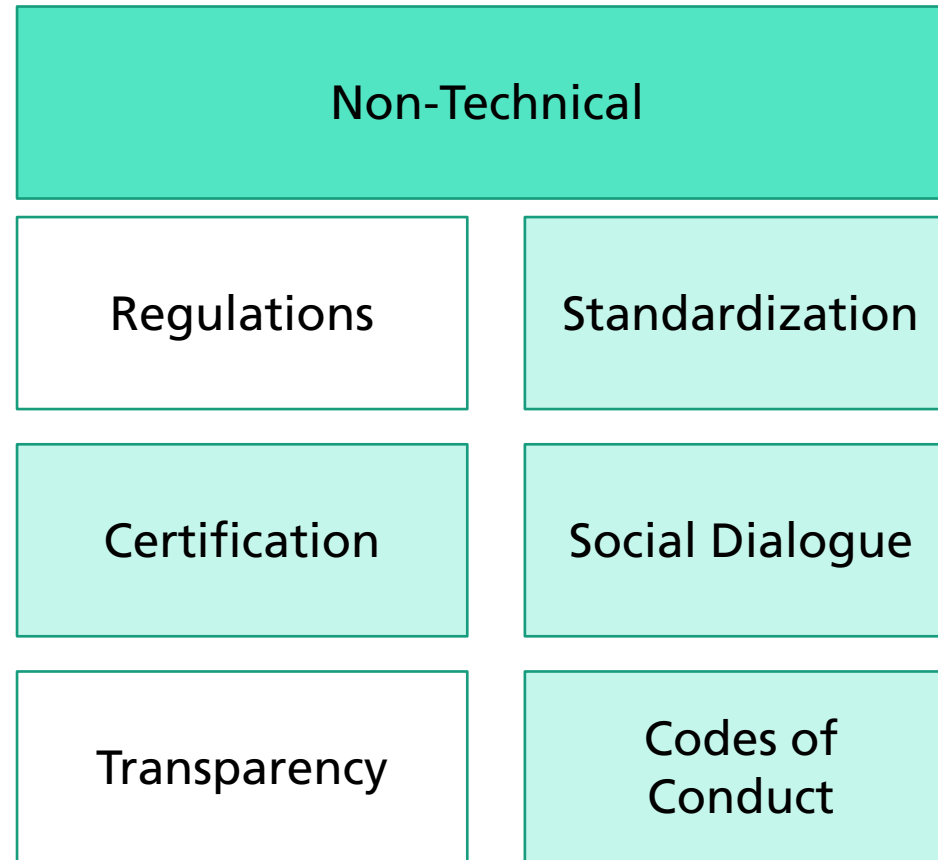 Non-Technical
Regulations
Standardization
Certification
Social Dialogue
Transparency
Codes of
Conduct